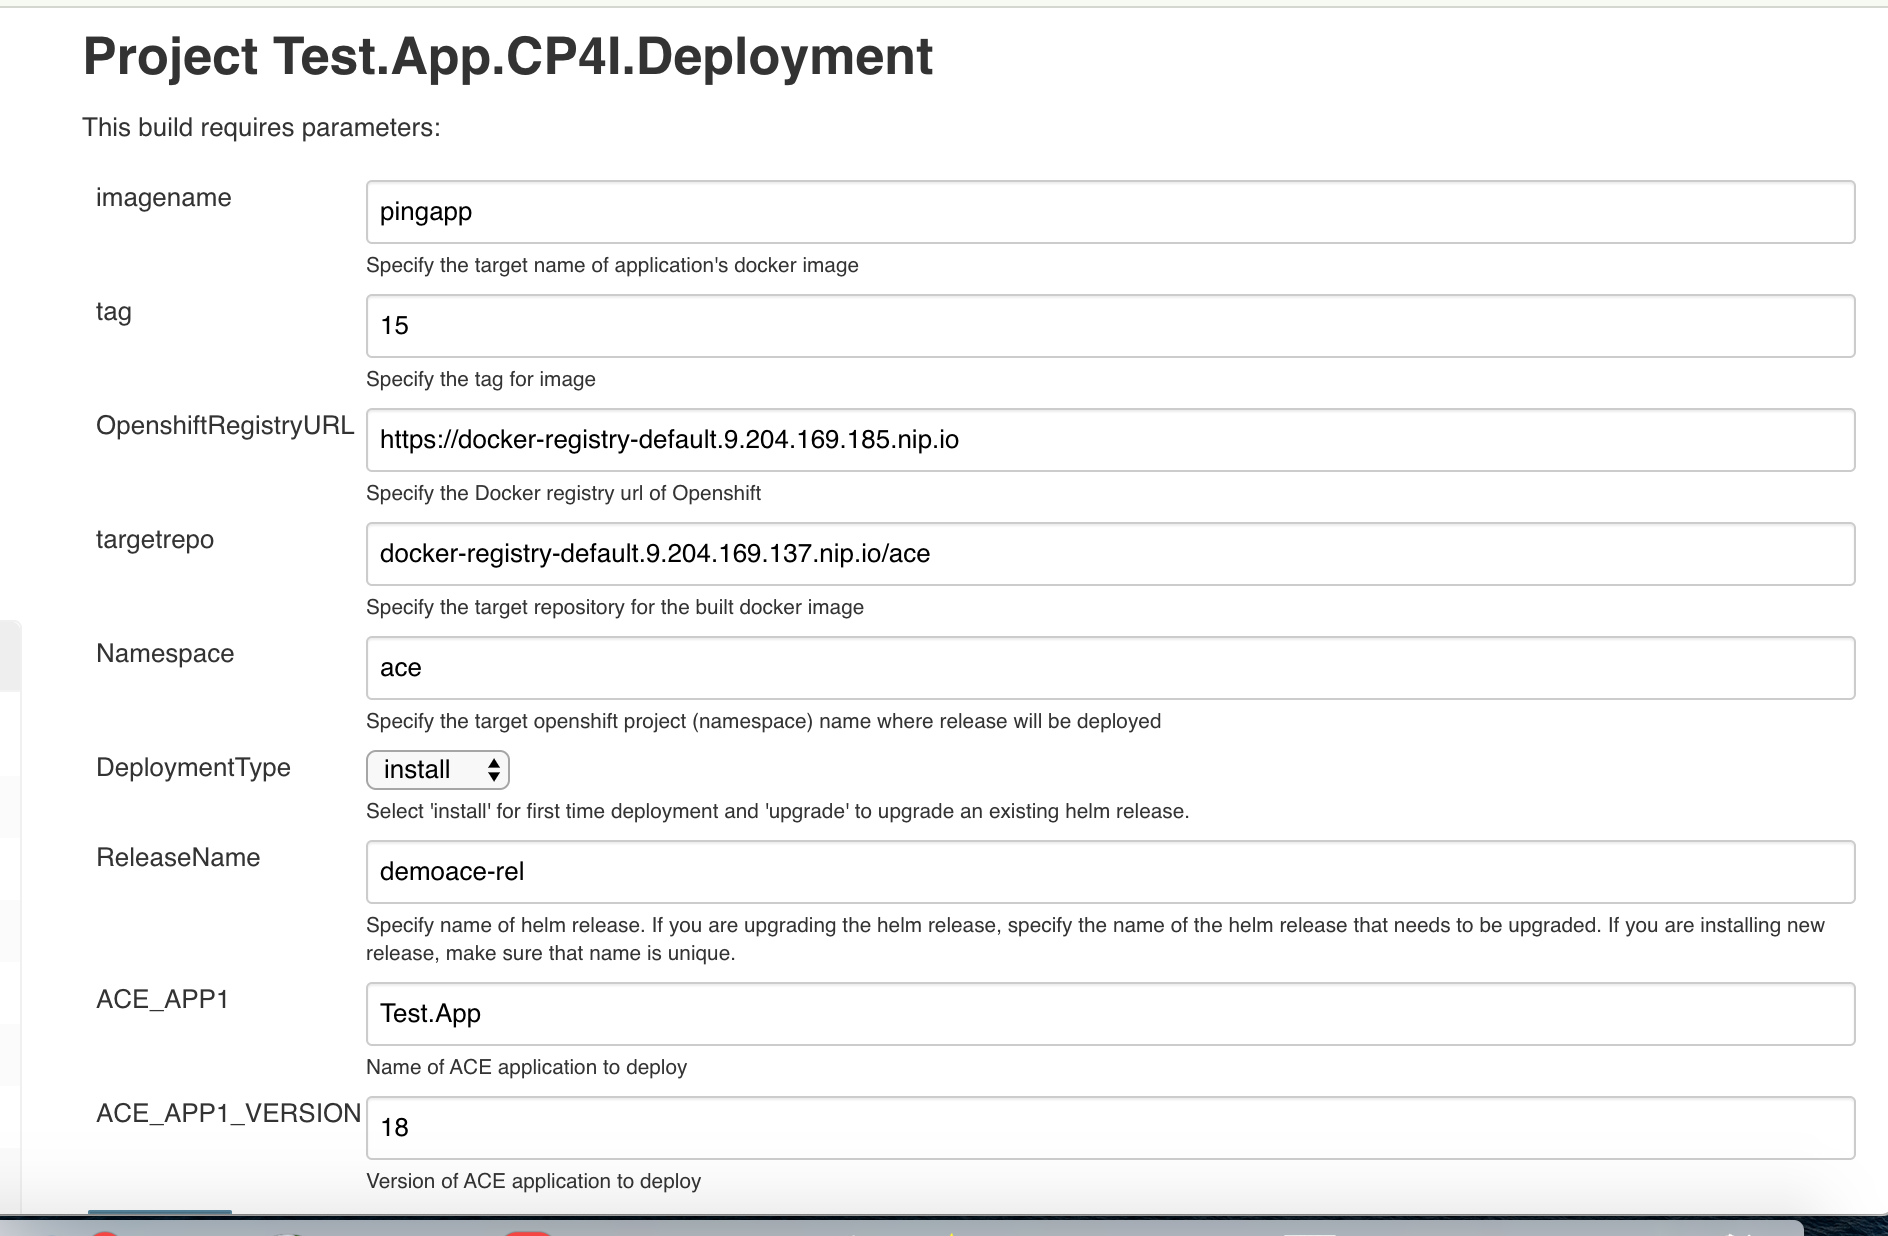 Project Test.App.CP4I.Deployment
This build requires parameters:
imagename
pingapp
Specify the target name of application's docker image
tag
15
Specify the tag for image
OpenshiftRegistryURL
https://docker-registry-default.9.204.169.185.nip.io
Specify the Docker registry url of Openshift
targetrepo
docker-registry-default.9.204.169.137.nip.io/ace
Specify the target repository for the built docker image
Namespace
ace
Specify the target openshift project (namespace) name where release will be deployed
DeploymentType
install
Select 'install' for first time deployment and 'upgrade' to upgrade an existing helm release.
ReleaseName
demoace-rel
Specify name of helm release. If you are upgrading the helm release, specify the name of the helm release that needs to be upgraded. If you are installing new
release, make sure that name is unique.
ACE_APP1
Test.App
Name of ACE application to deploy
ACE_APP1_VERSION
18
Version of ACE application to deploy